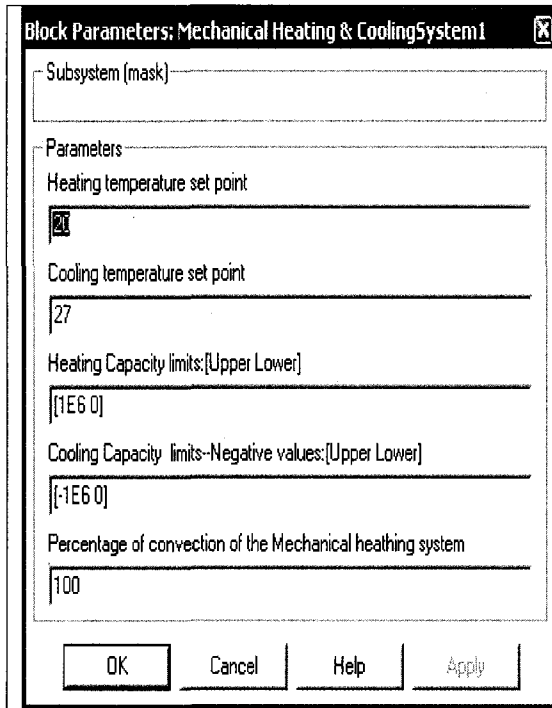 Block Parameters: Mechanical Heating & CoolingSystem1
Subsystem (mask)
Parameters
Heating temperature set point
20
Cooling temperature set point
27
Heating Capacity limits:[Upper Lower]
[1E6 0]
Cooling Capacity limits--Negative values:[Upper Lower]
[-1E6 0]
Percentage of convection of the Mechanical heathing system
100
OK Cancel Help Apply